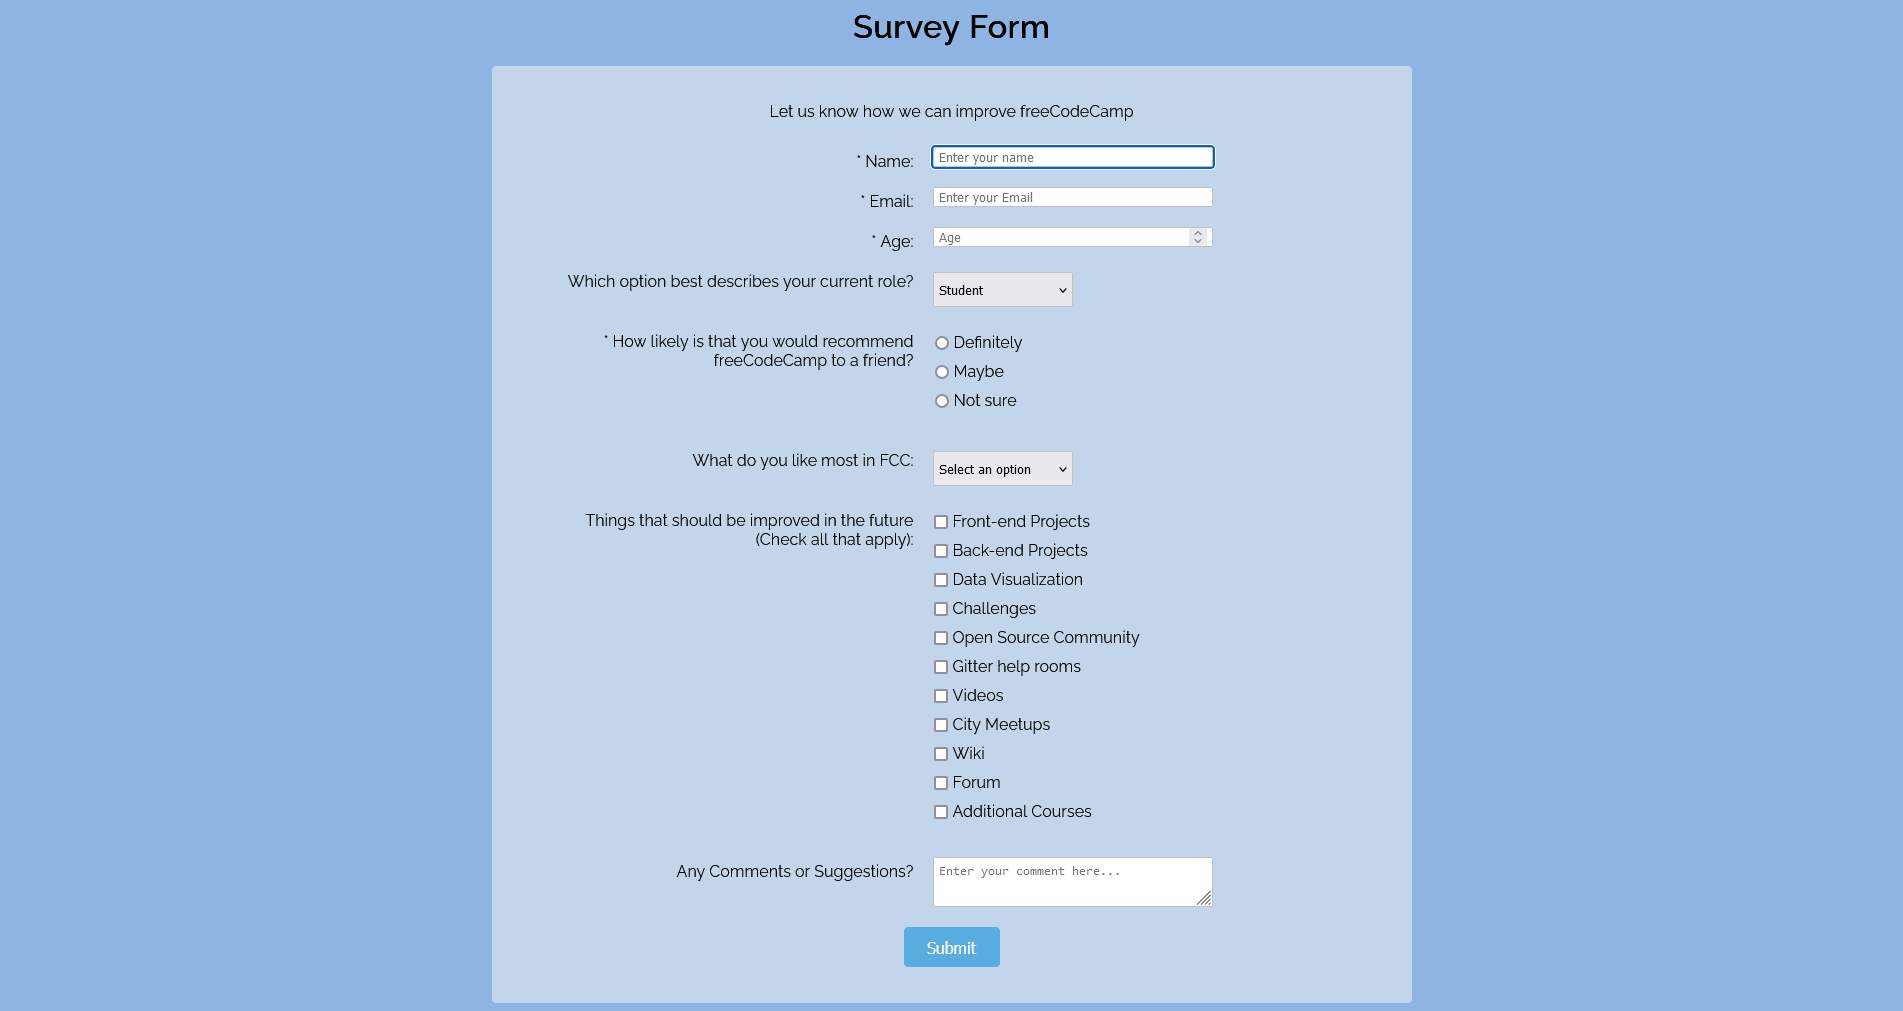 Survey Form
Let us know how we can improve freeCodeCamp
* Name:
Enter your name
* Email:
Enter your Email
* Age:
Age
Which option best describes your current role?
Student
* How likely is that you would recommend
freeCodeCamp to a friend?
Definitely
Maybe
Not sure
What do you like most in FCC:
Select an option
Things that should be improved in the future
(Check all that apply):
Front-end Projects
Back-end Projects
Data Visualization
Challenges
Open Source Community
Gitter help rooms
Videos
City Meetups
Wiki
Forum
Additional Courses
Any Comments or Suggestions?
Enter your comment here...
Submit